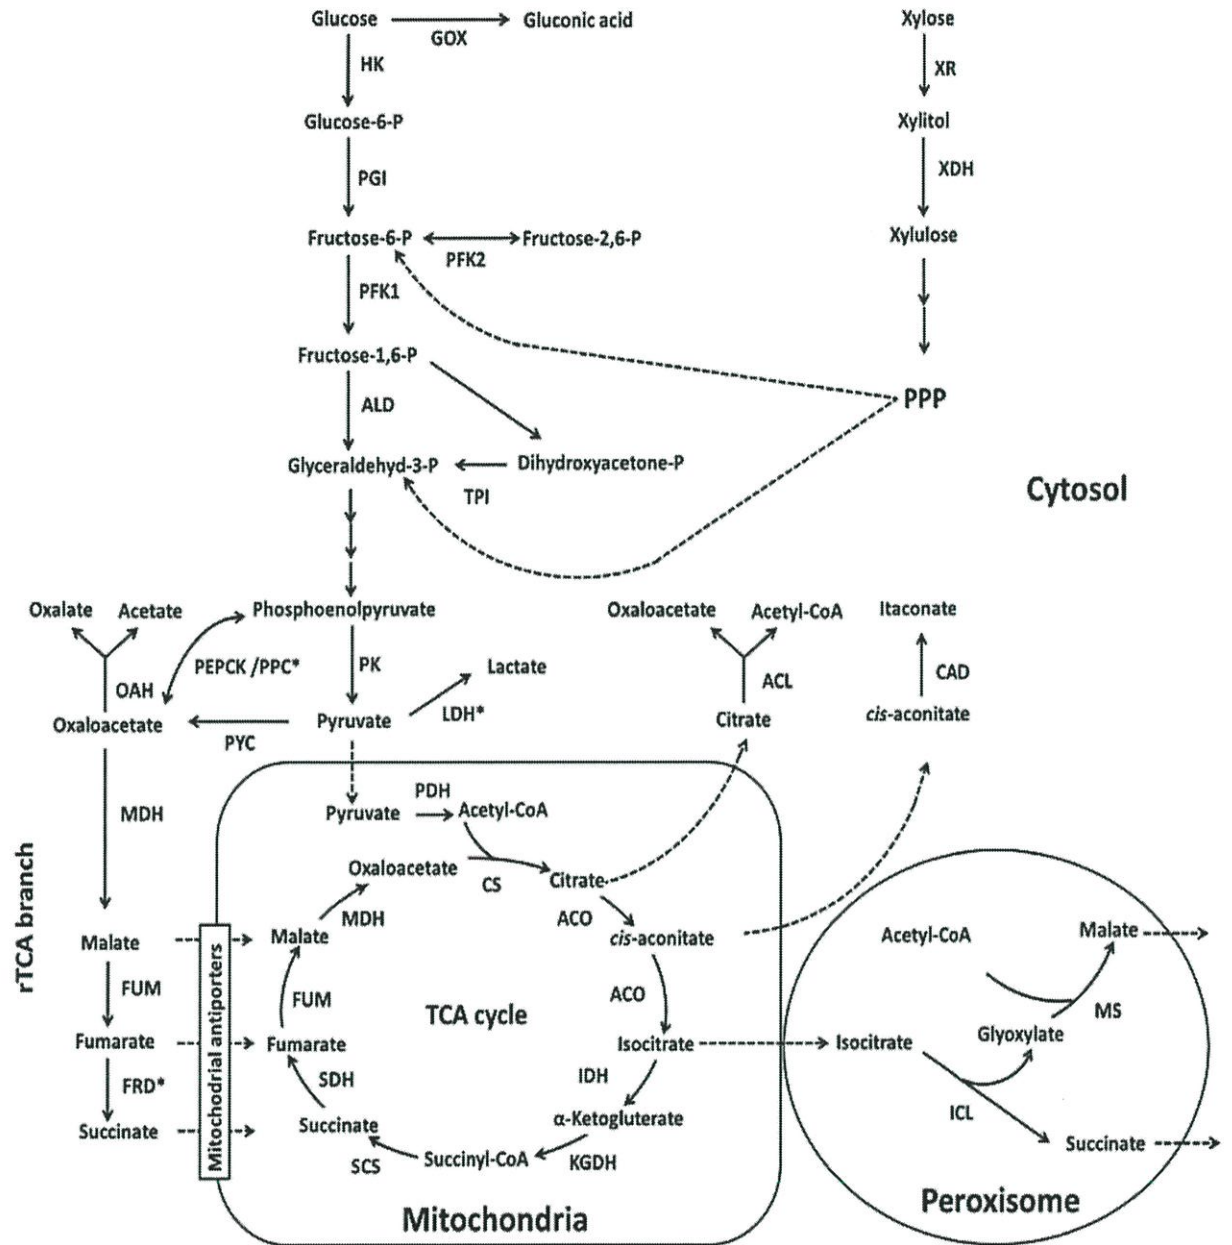 Glucose
GOX
Gluconic acid
Xylose
HK
XR
Glucose-6-P
Xylitol
PGI
XDH
Fructose-6-P
PFK2
Fructose-2,6-P
Xylulose
PFK1
Fructose-1,6-P
PPP
ALD
Glyceraldehyd-3-P
TPI
Dihydroxyacetone-P
Cytosol
Oxalate
Acetate
Phosphoenolpyruvate
Oxaloacetate
Acetyl-CoA
Itaconate
PEPCK /PPC*
PK
Lactate
OAH
LDH*
ACL
CAD
Oxaloacetate
PYC
Pyruvate
Citrate
cis-aconitate
MDH
Pyruvate
PDH
Acetyl-CoA
Oxaloacetate
CS
Citrate
rTCA branch
MDH
ACO
Malate
Mitochodrial antiporters
Malate
cis-aconitate
Acetyl-CoA
Malate
FUM
FUM
TCA cycle
ACO
MS
Glyoxylate
Fumarate
Fumarate
Isocitrate
Isocitrate
FRD*
SDH
IDH
ICL
Succinate
Succinate
α-Ketogluterate
Succinate
SCS
Succinyl-CoA
KGDH
Mitochondria
Peroxisome